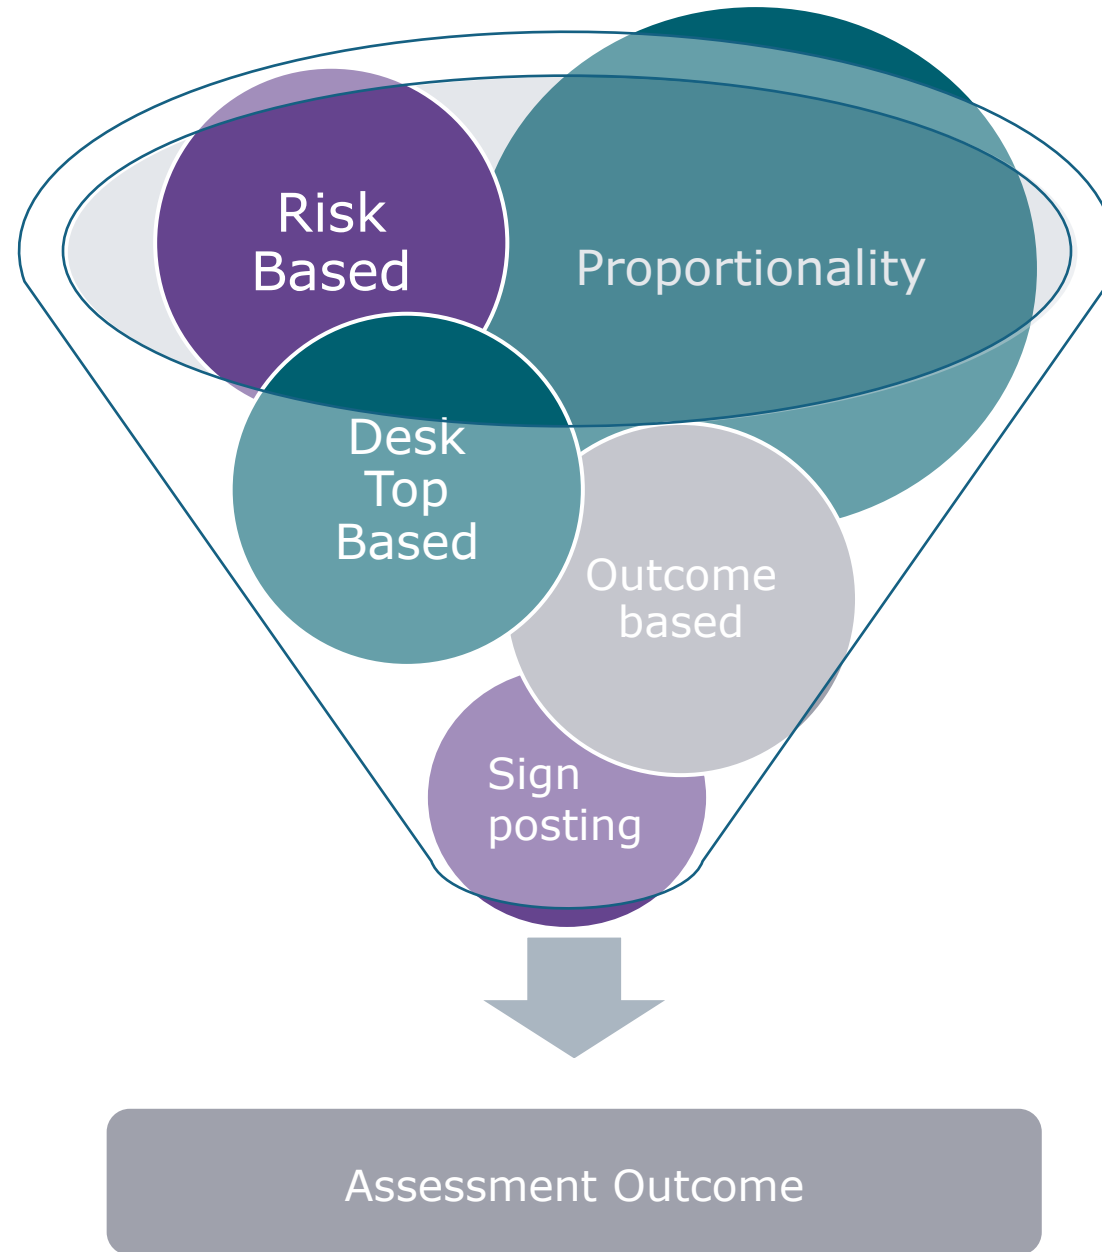 Risk
Based
Proportionality
Desk
Top
Based
Outcome
based
Sign
posting
Assessment Outcome